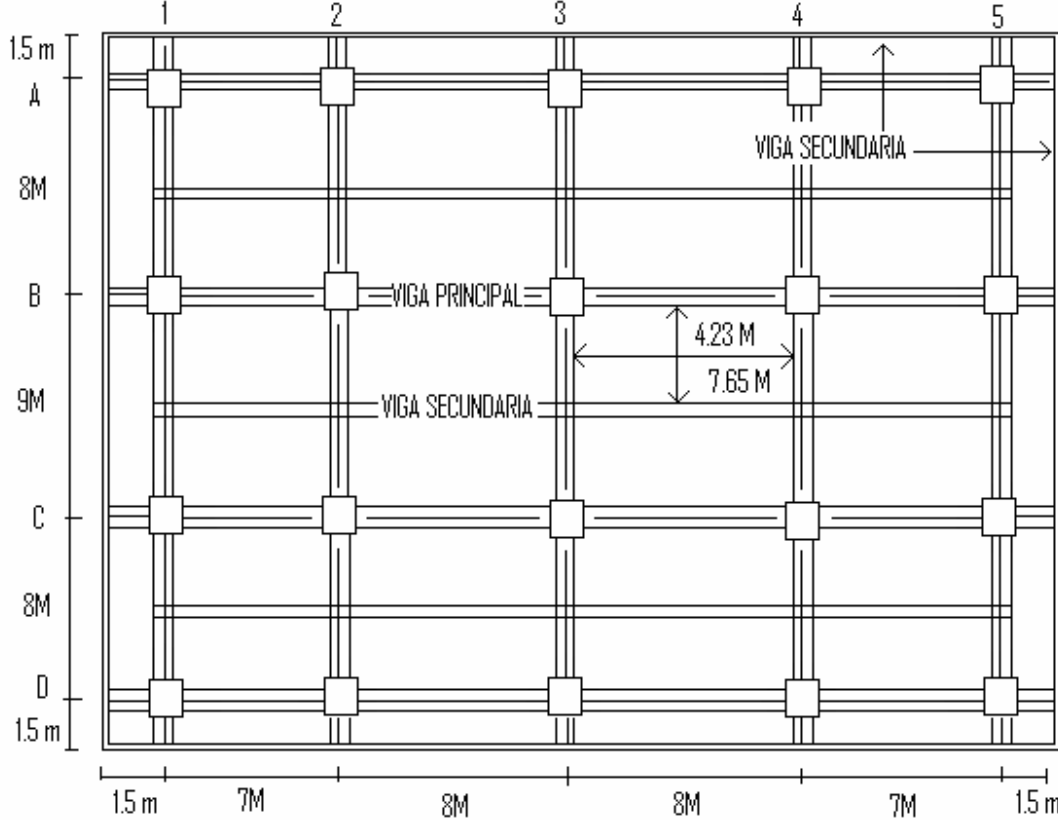 1 2 3 4 5
1.5 m
A
VIGA SECUNDARIA
8M
B
VIGA PRINCIPAL
4.23 M
7.65 M
9M
VIGA SECUNDARIA
C
8M
D
1.5 m
1.5 m 7M 8M 8M 7M 1.5 m